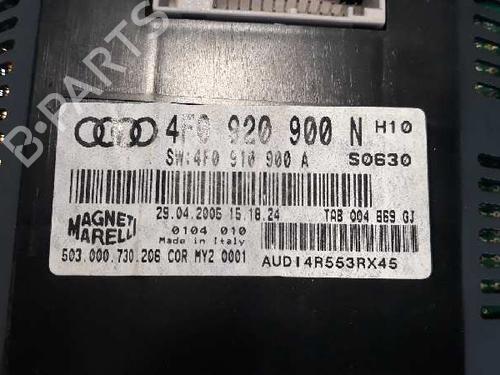 B-PARTS
4F0 920 900 N H10
SW:4F0 910 900 A S0630
29.04.2005 15.18.24 TAB 004 869 GJ
MAGNETI MARELLI
0104 010
Made in Italy
503.000.730.206 COR MY2 0001
AUDI4R553RX45